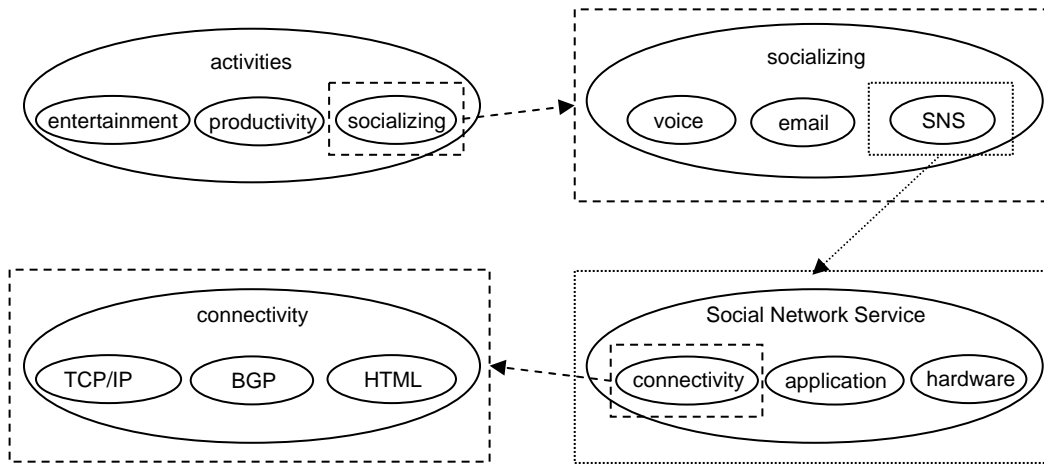 activities
entertainment productivity socializing
socializing
voice email SNS
connectivity
TCP/IP BGP HTML
Social Network Service
connectivity application hardware